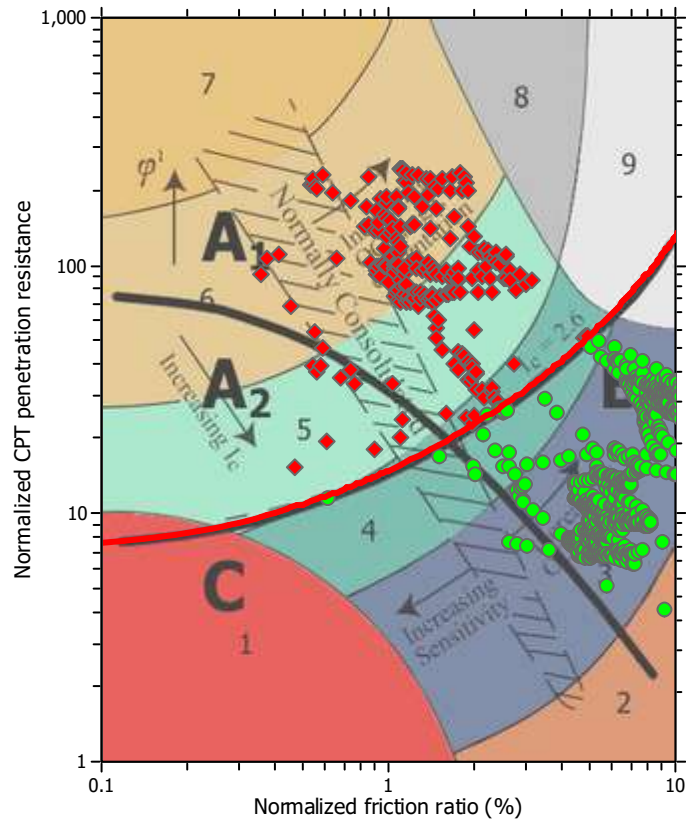 1,000
7
8
9
φ'
Normally Consolidated
A1
100
6
Increasing Ic
A2
Ic = 2.6
5
Normalized CPT penetration resistance
10
4
3
C
Increasing
Sensitivity
1
2
1
0.1
1
10
Normalized friction ratio (%)